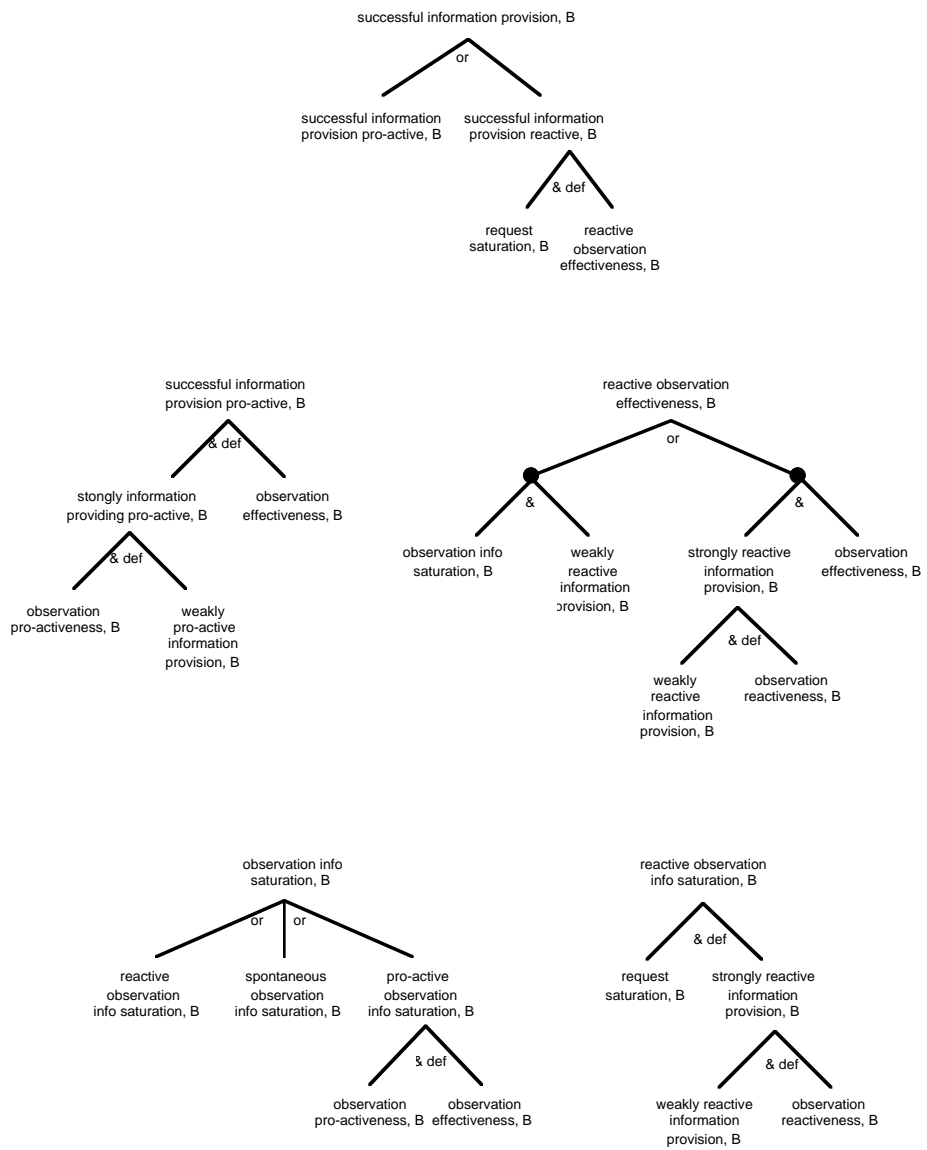 successful information provision, B
or
successful information
provision pro-active, B
successful information
provision reactive, B
& def
request
saturation, B
reactive
observation
effectiveness, B
successful information
provision pro-active, B
& def
stongly information
providing pro-active, B
observation
effectiveness, B
& def
observation
pro-activeness, B
weakly
pro-active
information
provision, B
reactive observation
effectiveness, B
or
&
&
observation info
saturation, B
weakly
reactive
information
provision, B
strongly reactive
information
provision, B
observation
effectiveness, B
& def
weakly
reactive
information
provision, B
observation
reactiveness, B
observation info
saturation, B
or
or
reactive
observation
info saturation, B
spontaneous
observation
info saturation, B
pro-active
observation
info saturation, B
& def
observation
pro-activeness, B
observation
effectiveness, B
reactive observation
info saturation, B
& def
request
saturation, B
strongly reactive
information
provision, B
& def
weakly reactive
information
provision, B
observation
reactiveness, B